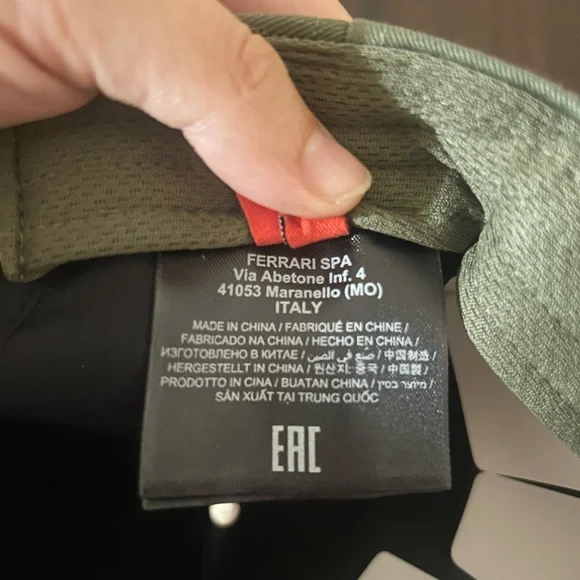 FERRARI SPA
Via Abetone Inf. 4
41053 Maranello (MO)
ITALY
MADE IN CHINA / FABRIQUÉ EN CHINE /
FABRICADO NA CHINA / HECHO EN CHINA /
ИЗГОТОВЛЕНО В КИТАЕ / صنع في الصين / 中国制造 /
HERGESTELLT IN CHINA / 원산지: 중국 / 中国製 /
PRODOTTO IN CINA / BUATAN CHINA / מיוצר בסין /
SẢN XUẤT TẠI TRUNG QUỐC
EAC